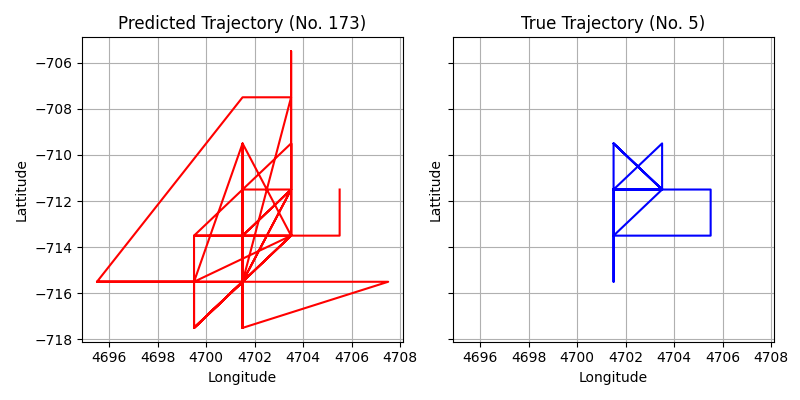 Predicted Trajectory (No. 173)
True Trajectory (No. 5)
Lattitude
−706
−708
−710
−712
−714
−716
−718
4696 4698 4700 4702 4704 4706 4708
Longitude
Lattitude
4696 4698 4700 4702 4704 4706 4708
Longitude